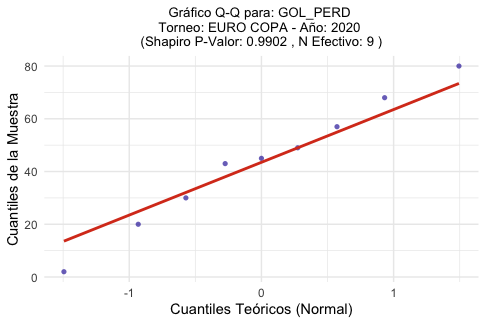 Gráfico Q-Q para: GOL_PERD
Torneo: EURO COPA - Año: 2020
(Shapiro P-Valor: 0.9902 , N Efectivo: 9 )
Cuantiles de la Muestra
80
60
40
20
0
-1
0
1
Cuantiles Teóricos (Normal)